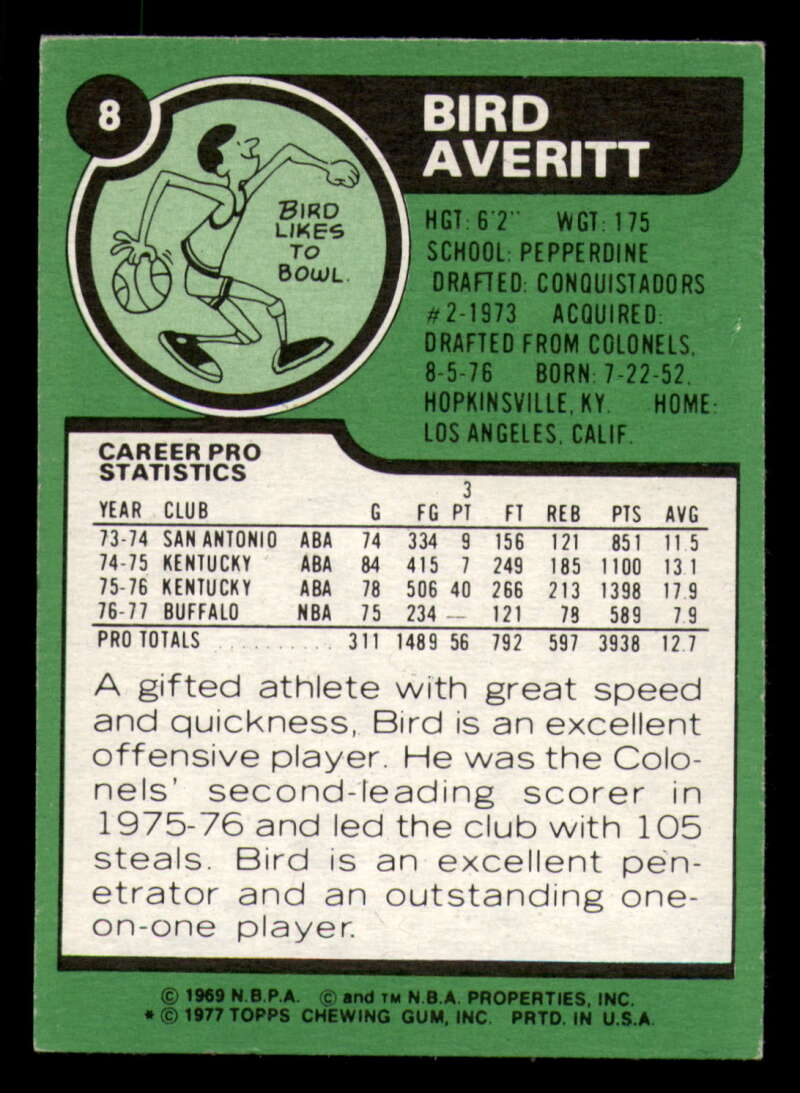 8
BIRD
AVERITT
BIRD
LIKES
TO
BOWL.
HGT: 6'2" WGT: 175
SCHOOL: PEPPERDINE
DRAFTED: CONQUISTADORS
#2-1973 ACQUIRED:
DRAFTED FROM COLONELS,
8-5-76 BORN: 7-22-52.
HOPKINSVILLE, KY. HOME:
LOS ANGELES, CALIF.
CAREER PRO
STATISTICS
3
YEAR CLUB G FG PT FT REB PTS AVG
73-74 SAN ANTONIO ABA 74 334 9 156 121 851 11.5
74-75 KENTUCKY ABA 84 415 7 249 185 1100 13.1
75-76 KENTUCKY ABA 78 506 40 266 213 1398 17.9
76-77 BUFFALO NBA 75 234 — 121 78 589 7.9
PRO TOTALS ........... 311 1489 56 792 597 3938 12.7
A gifted athlete with great speed
and quickness, Bird is an excellent
offensive player. He was the Colo-
nels' second-leading scorer in
1975-76 and led the club with 105
steals. Bird is an excellent pen-
etrator and an outstanding one-
on-one player.
© 1969 N.B.P.A. © and TM N.B.A. PROPERTIES, INC.
* © 1977 TOPPS CHEWING GUM, INC. PRTD. IN U.S.A.